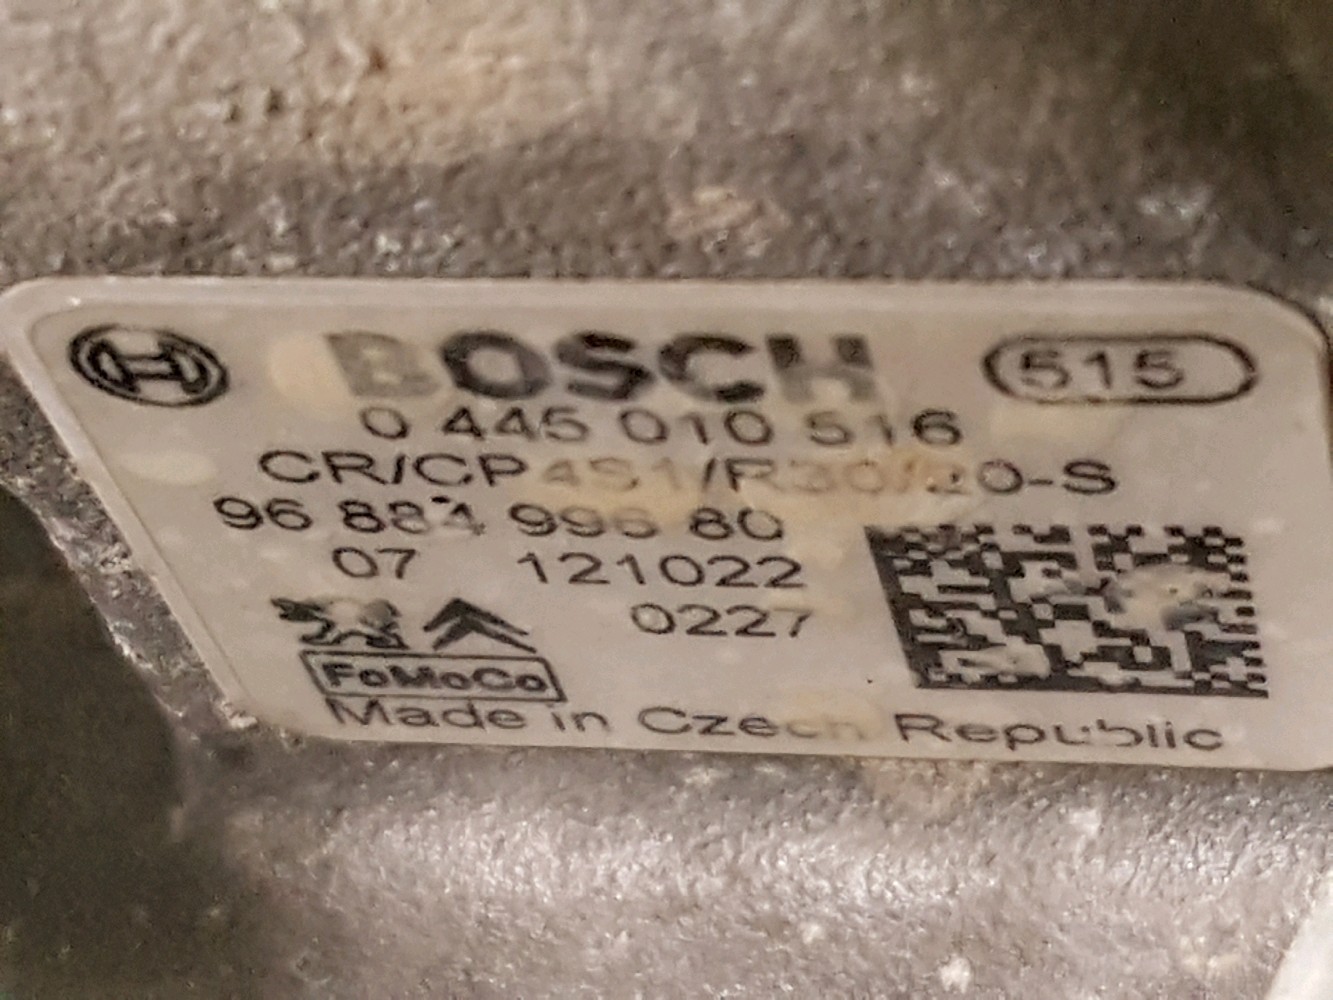 BOSCH 515
0 445 010 516
CR/CP4S1/R30/20-S
96 884 996 80
07 121022
0227
FoMoCo
Made in Czech Republic